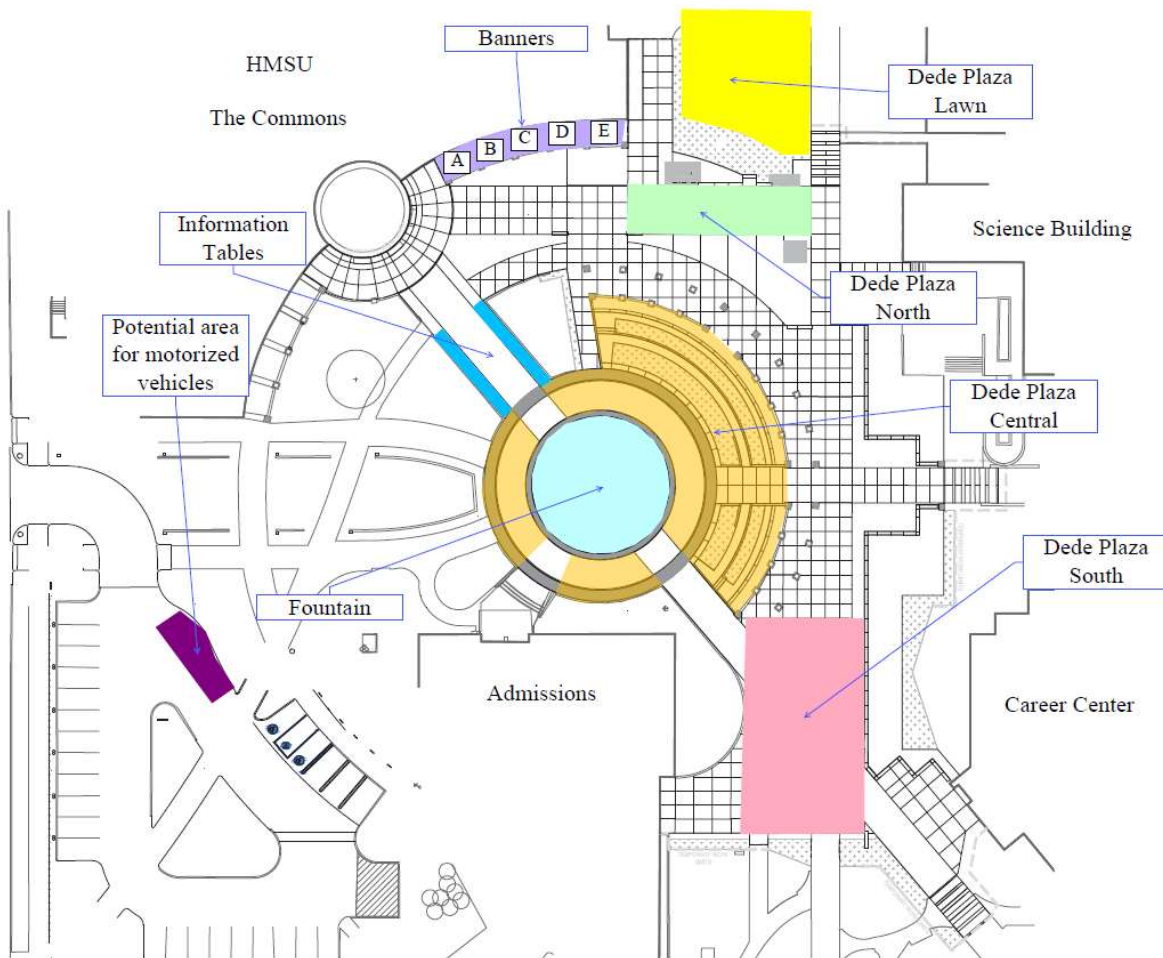 Banners
HMSU
The Commons
Dede Plaza
Lawn
A
B
C
D
E
Information
Tables
Science Building
Potential area
for motorized
vehicles
Dede Plaza
North
Dede Plaza
Central
Dede Plaza
South
Fountain
Admissions
Career Center